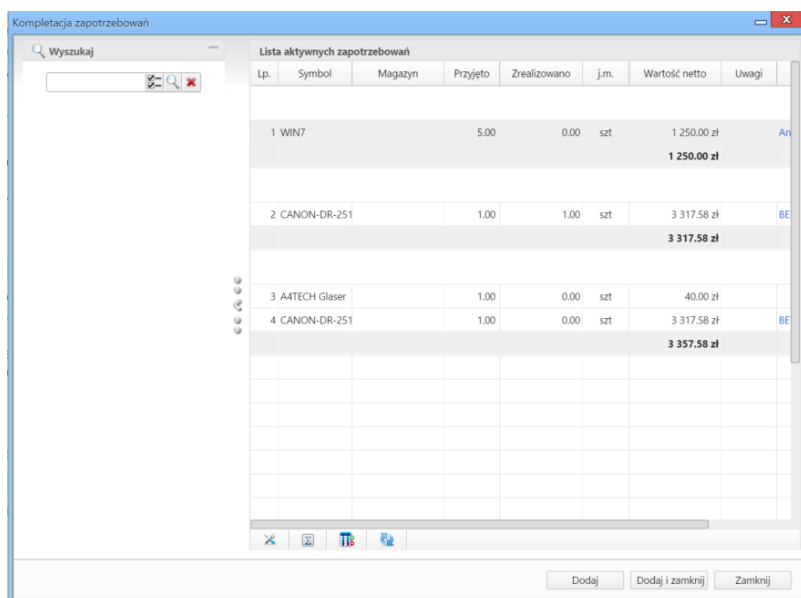 Kompletacja zapotrzebowań
Wyszukaj
Lista aktywnych zapotrzebowań
Lp. Symbol Magazyn Przyjęto Zrealizowano j.m. Wartość netto Uwagi
1 WIN7 5.00 0.00 szt 1 250.00 zł An
1 250.00 zł
2 CANON-DR-251 1.00 1.00 szt 3 317.58 zł BE
3 317.58 zł
3 A4TECH Glaser 1.00 0.00 szt 40.00 zł
4 CANON-DR-251 1.00 0.00 szt 3 317.58 zł BE
3 357.58 zł
Dodaj Dodaj i zamknij Zamknij